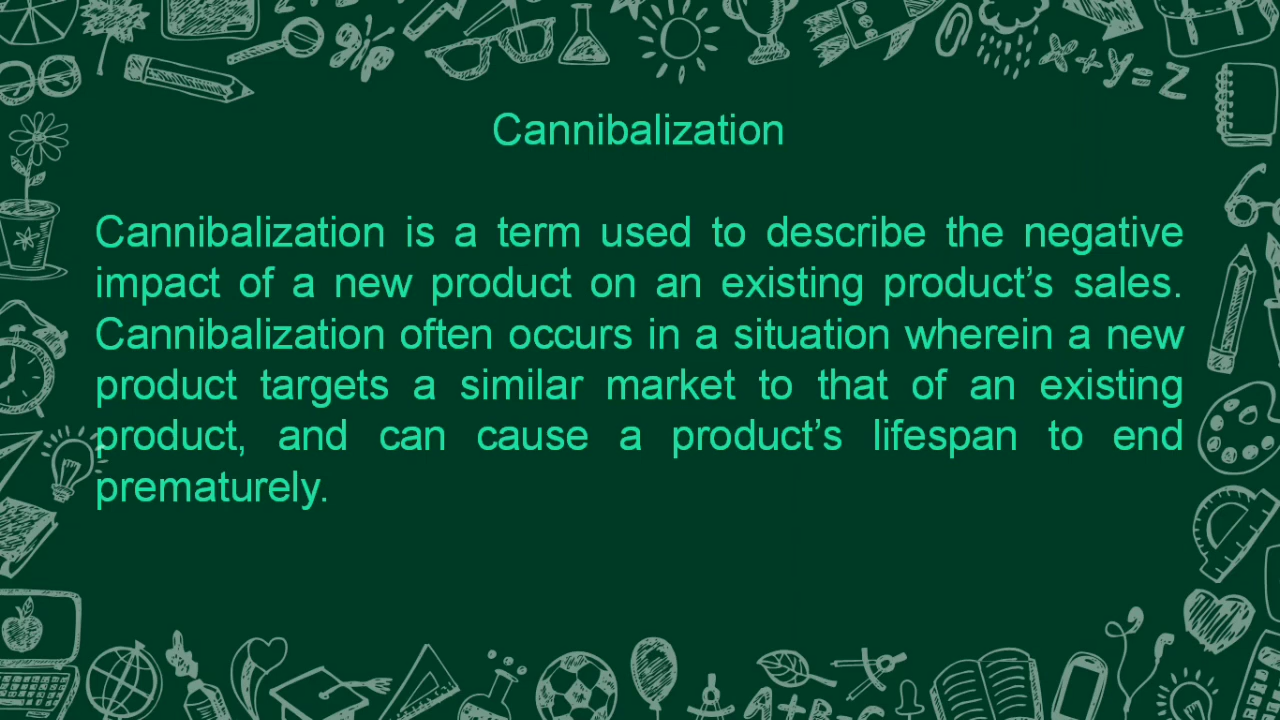 x+y=z
Cannibalization
Cannibalization is a term used to describe the negative
impact of a new product on an existing product’s sales.
Cannibalization often occurs in a situation wherein a new
product targets a similar market to that of an existing
product, and can cause a product’s lifespan to end
prematurely.